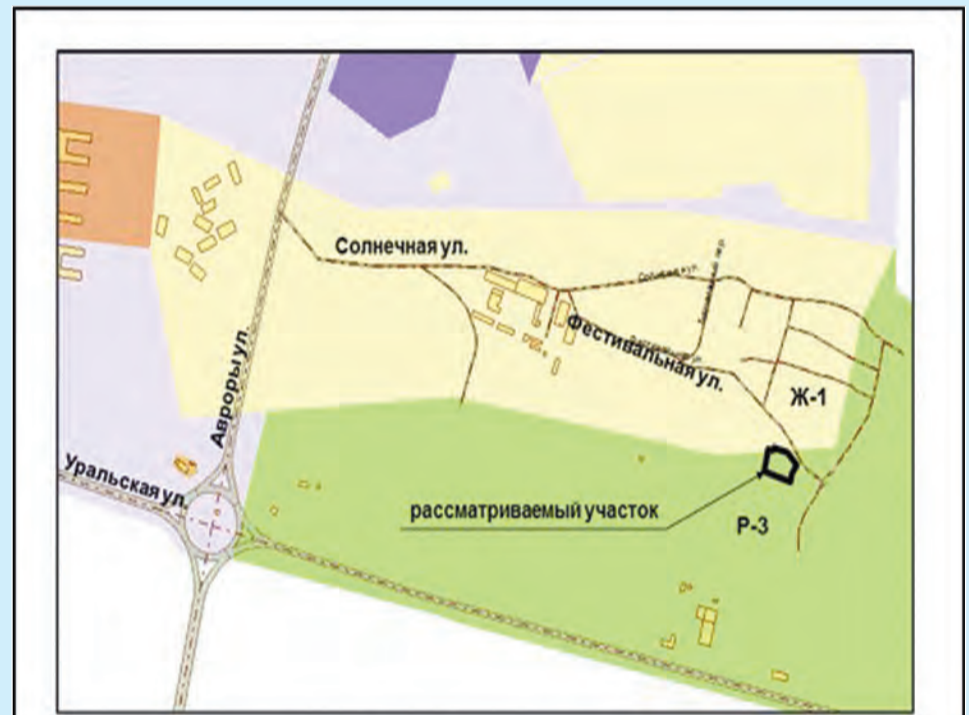 Солнечная ул.
Фестивальная ул.
Авроры ул.
Ж-1
Уральская ул.
рассматриваемый участок
Р-3